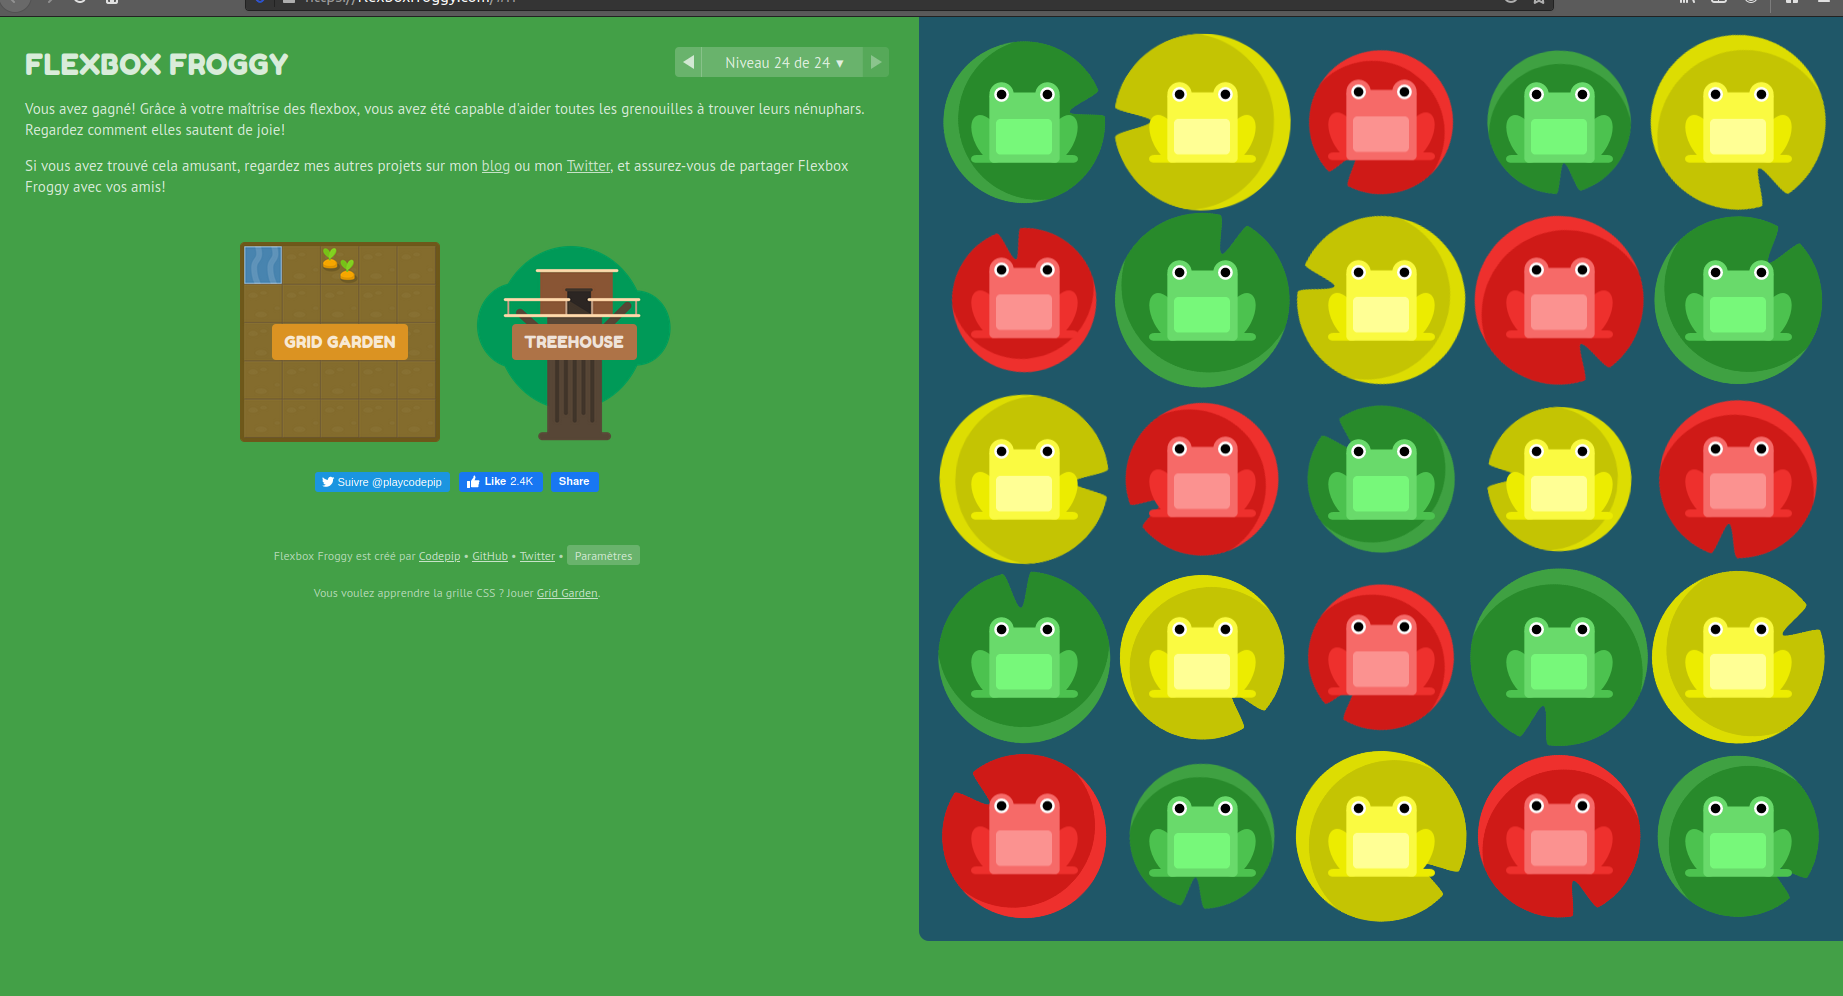 FLEXBOX FROGGY
Niveau 24 de 24 ▾
Vous avez gagné! Grâce à votre maîtrise des flexbox, vous avez été capable d'aider toutes les grenouilles à trouver leurs nénuphars.
Regardez comment elles sautent de joie!
Si vous avez trouvé cela amusant, regardez mes autres projets sur mon blog ou mon Twitter, et assurez-vous de partager Flexbox
Froggy avec vos amis!
GRID GARDEN
TREEHOUSE
Suivre @playcodepip
Like 2.4K
Share
Flexbox Froggy est créé par Codepip • GitHub • Twitter • Paramètres
Vous voulez apprendre la grille CSS ? Jouer Grid Garden.